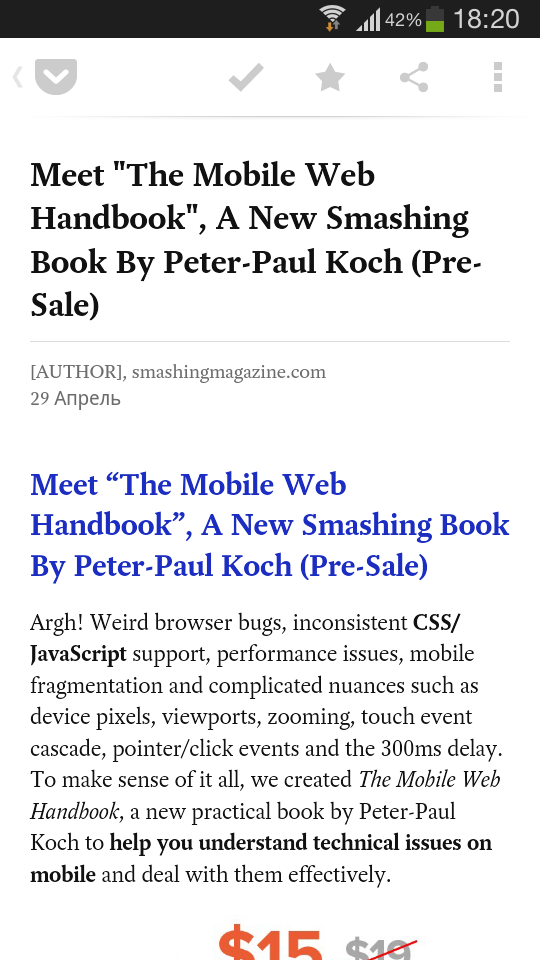 42% 18:20
Meet "The Mobile Web
Handbook", A New Smashing
Book By Peter-Paul Koch (Pre-
Sale)
[AUTHOR], smashingmagazine.com
29 Апрель
Meet “The Mobile Web
Handbook”, A New Smashing Book
By Peter-Paul Koch (Pre-Sale)
Argh! Weird browser bugs, inconsistent CSS/
JavaScript support, performance issues, mobile
fragmentation and complicated nuances such as
device pixels, viewports, zooming, touch event
cascade, pointer/click events and the 300ms delay.
To make sense of it all, we created The Mobile Web
Handbook, a new practical book by Peter-Paul
Koch to help you understand technical issues on
mobile and deal with them effectively.
$15 $19